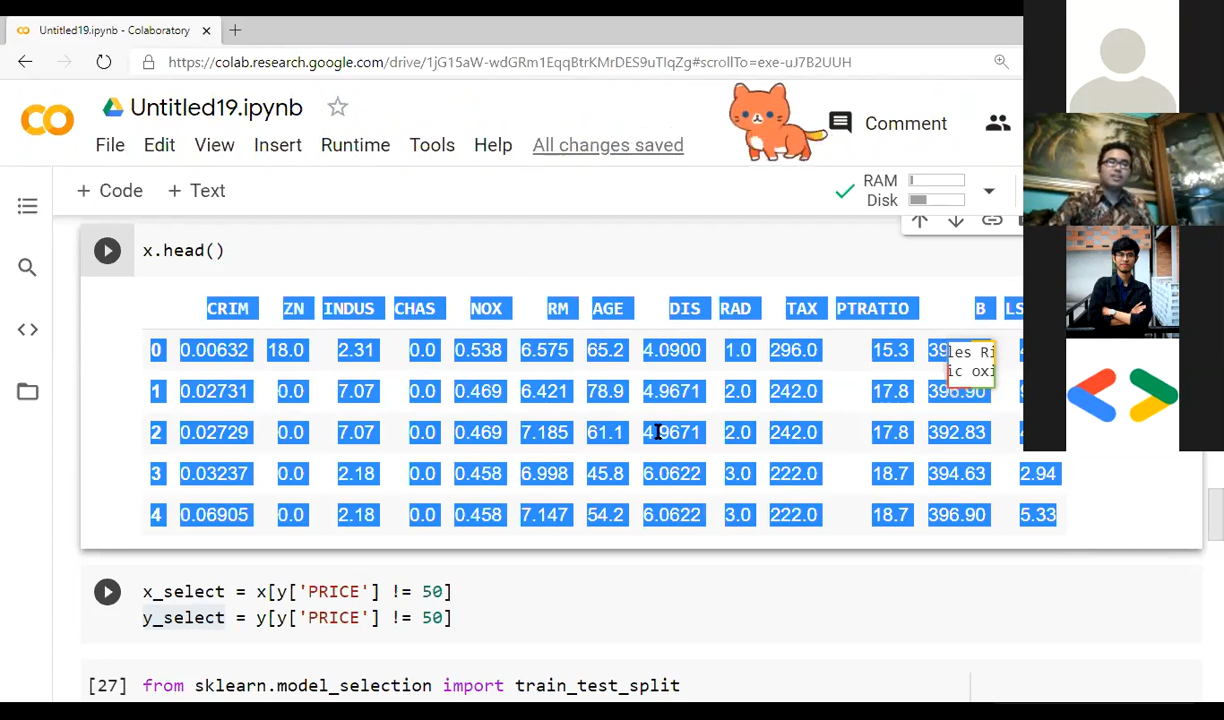 Untitled19.ipynb - Colaboratory
https://colab.research.google.com/drive/1jG15aW-wdGRm1EqqBtrKMrDES9uTIqZg#scrollTo=exe-uJ7B2UUH
Untitled19.ipynb
Comment
File Edit View Insert Runtime Tools Help All changes saved
+ Code + Text
RAM
Disk
x.head()
CRIM ZN INDUS CHAS NOX RM AGE DIS RAD TAX PTRATIO B
0 0.00632 18.0 2.31 0.0 0.538 6.575 65.2 4.0900 1.0 296.0 15.3
les Ri
ic oxi
1 0.02731 0.0 7.07 0.0 0.469 6.421 78.9 4.9671 2.0 242.0 17.8 396.90
2 0.02729 0.0 7.07 0.0 0.469 7.185 61.1 4.9671 2.0 242.0 17.8 392.83
3 0.03237 0.0 2.18 0.0 0.458 6.998 45.8 6.0622 3.0 222.0 18.7 394.63 2.94
4 0.06905 0.0 2.18 0.0 0.458 7.147 54.2 6.0622 3.0 222.0 18.7 396.90 5.33
x_select = x[y['PRICE'] != 50]
y_select = y[y['PRICE'] != 50]
[27] from sklearn.model_selection import train_test_split